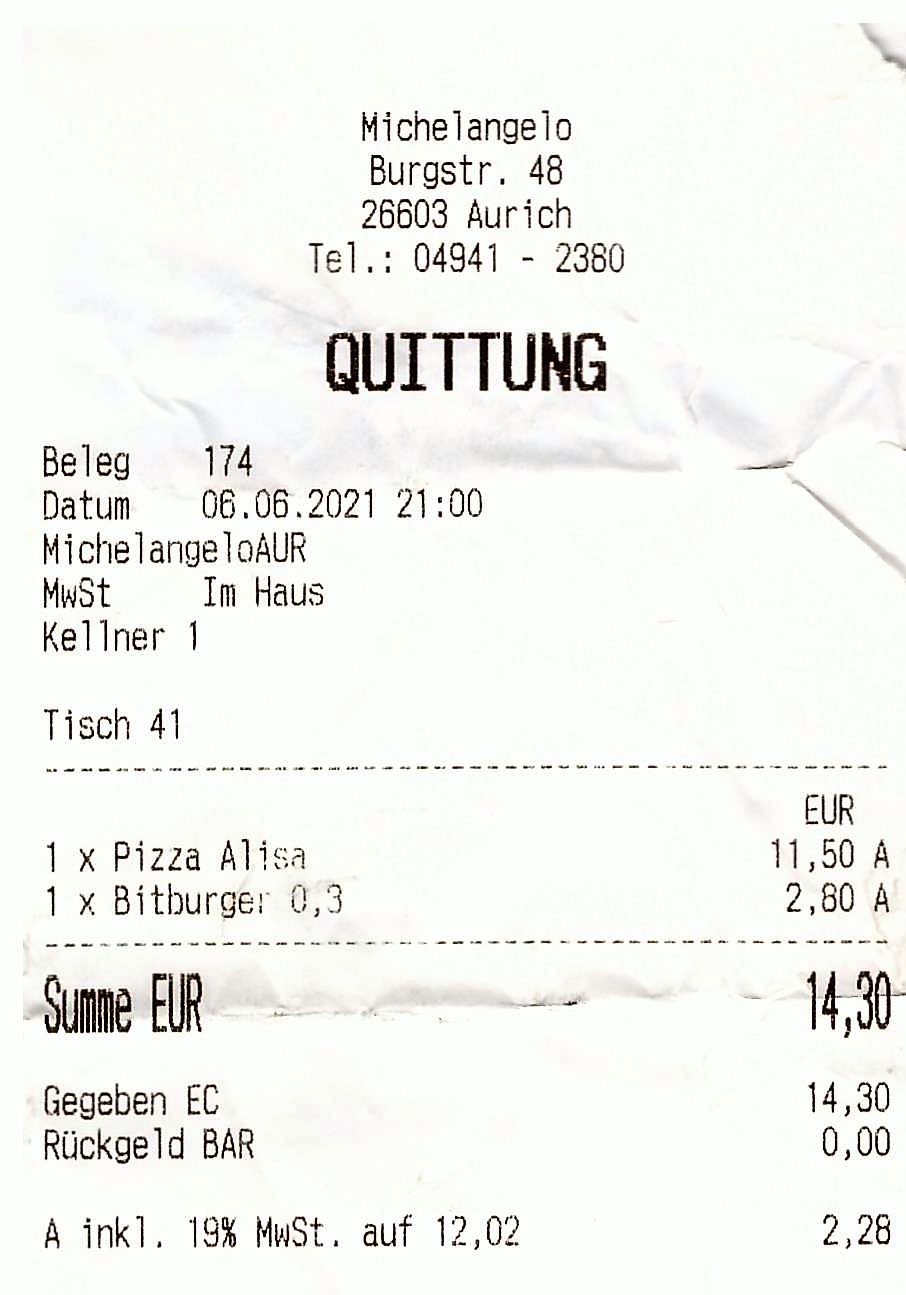 Michelangelo
Burgstr. 48
26603 Aurich
Tel.: 04941 - 2380
QUITTUNG
Beleg 174
Datum 06.06.2021 21:00
MichelangeloAUR
MwSt Im Haus
Kellner 1
Tisch 41
EUR
1 x Pizza Alisa 11,50 A
1 x Bitburger 0,3 2,80 A
Summe EUR 14,30
Gegeben EC 14,30
Rückgeld BAR 0,00
A inkl. 19% MwSt. auf 12,02 2,28